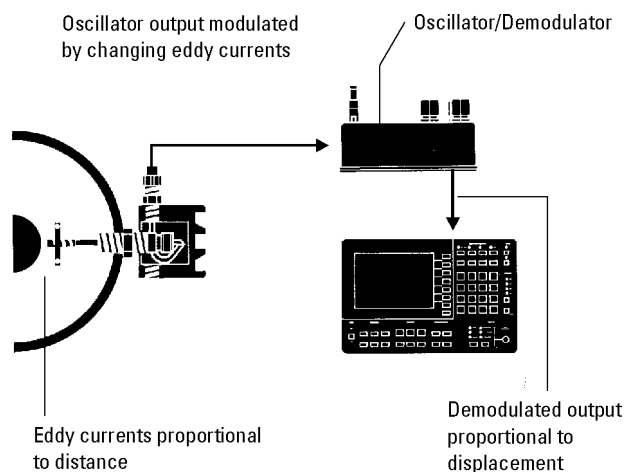 Oscillator output modulated
by changing eddy currents
Oscillator/Demodulator
Eddy currents proportional
to distance
Demodulated output
proportional to
displacement